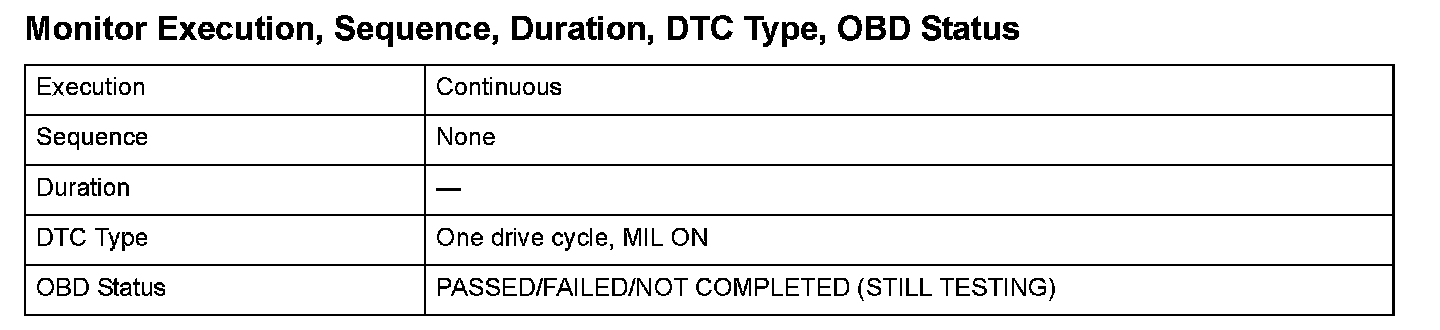 Monitor Execution, Sequence, Duration, DTC Type, OBD Status
Execution Continuous
Sequence None
Duration —
DTC Type One drive cycle, MIL ON
OBD Status PASSED/FAILED/NOT COMPLETED (STILL TESTING)